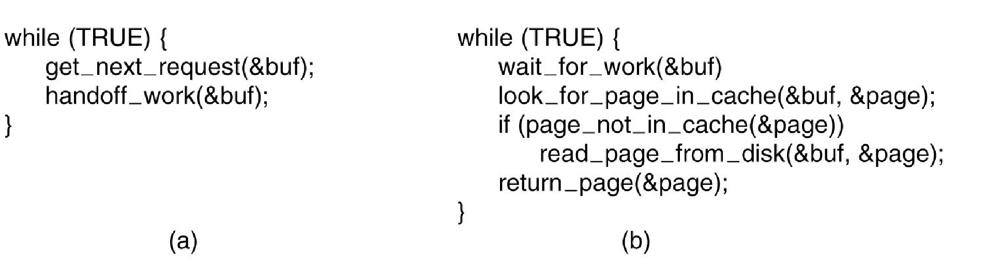 while (TRUE) {
get_next_request(&buf);
handoff_work(&buf);
}
(a)
while (TRUE) {
wait_for_work(&buf)
look_for_page_in_cache(&buf, &page);
if (page_not_in_cache(&page))
read_page_from_disk(&buf, &page);
return_page(&page);
}
(b)